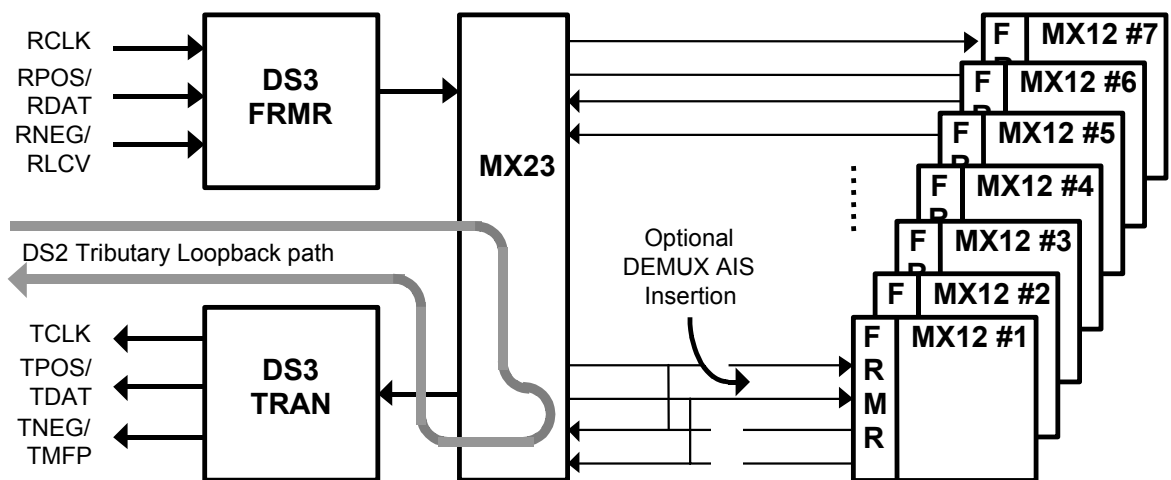 RCLK
RPOS/
RDAT
RNEG/
RLCV
DS3
FRMR
MX23
F
R
MX12 #7
F
R
MX12 #6
F
R
MX12 #5
F
R
MX12 #4
F
R
MX12 #3
F
MX12 #2
F
R
M
R
MX12 #1
DS2 Tributary Loopback path
Optional
DEMUX AIS
Insertion
TCLK
TPOS/
TDAT
TNEG/
TMFP
DS3
TRAN